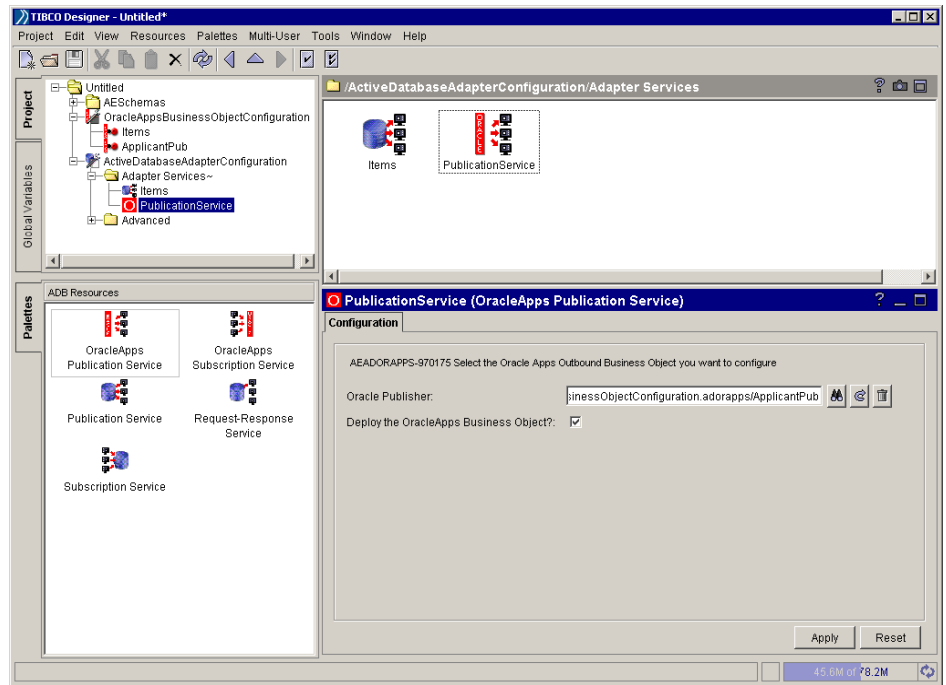 TIBCO Designer - Untitled*
Project Edit View Resources Palettes Multi-User Tools Window Help
Project
Global Variables
Untitled
AESchemas
OracleAppsBusinessObjectConfiguration
Items
ApplicantPub
ActiveDatabaseAdapterConfiguration
Adapter Services~
Items
PublicationService
Advanced
/ActiveDatabaseAdapterConfiguration/Adapter Services
Items
PublicationService
Palettes
ADB Resources
OracleApps
Publication Service
OracleApps
Subscription Service
Publication Service
Request-Response
Service
Subscription Service
PublicationService (OracleApps Publication Service)
Configuration
AEADORAPPS-970175 Select the Oracle Apps Outbound Business Object you want to configure
Oracle Publisher:
sinessObjectConfiguration.adorapps/ApplicantPub
Deploy the OracleApps Business Object?:
Apply
Reset
45.6M of 78.2M